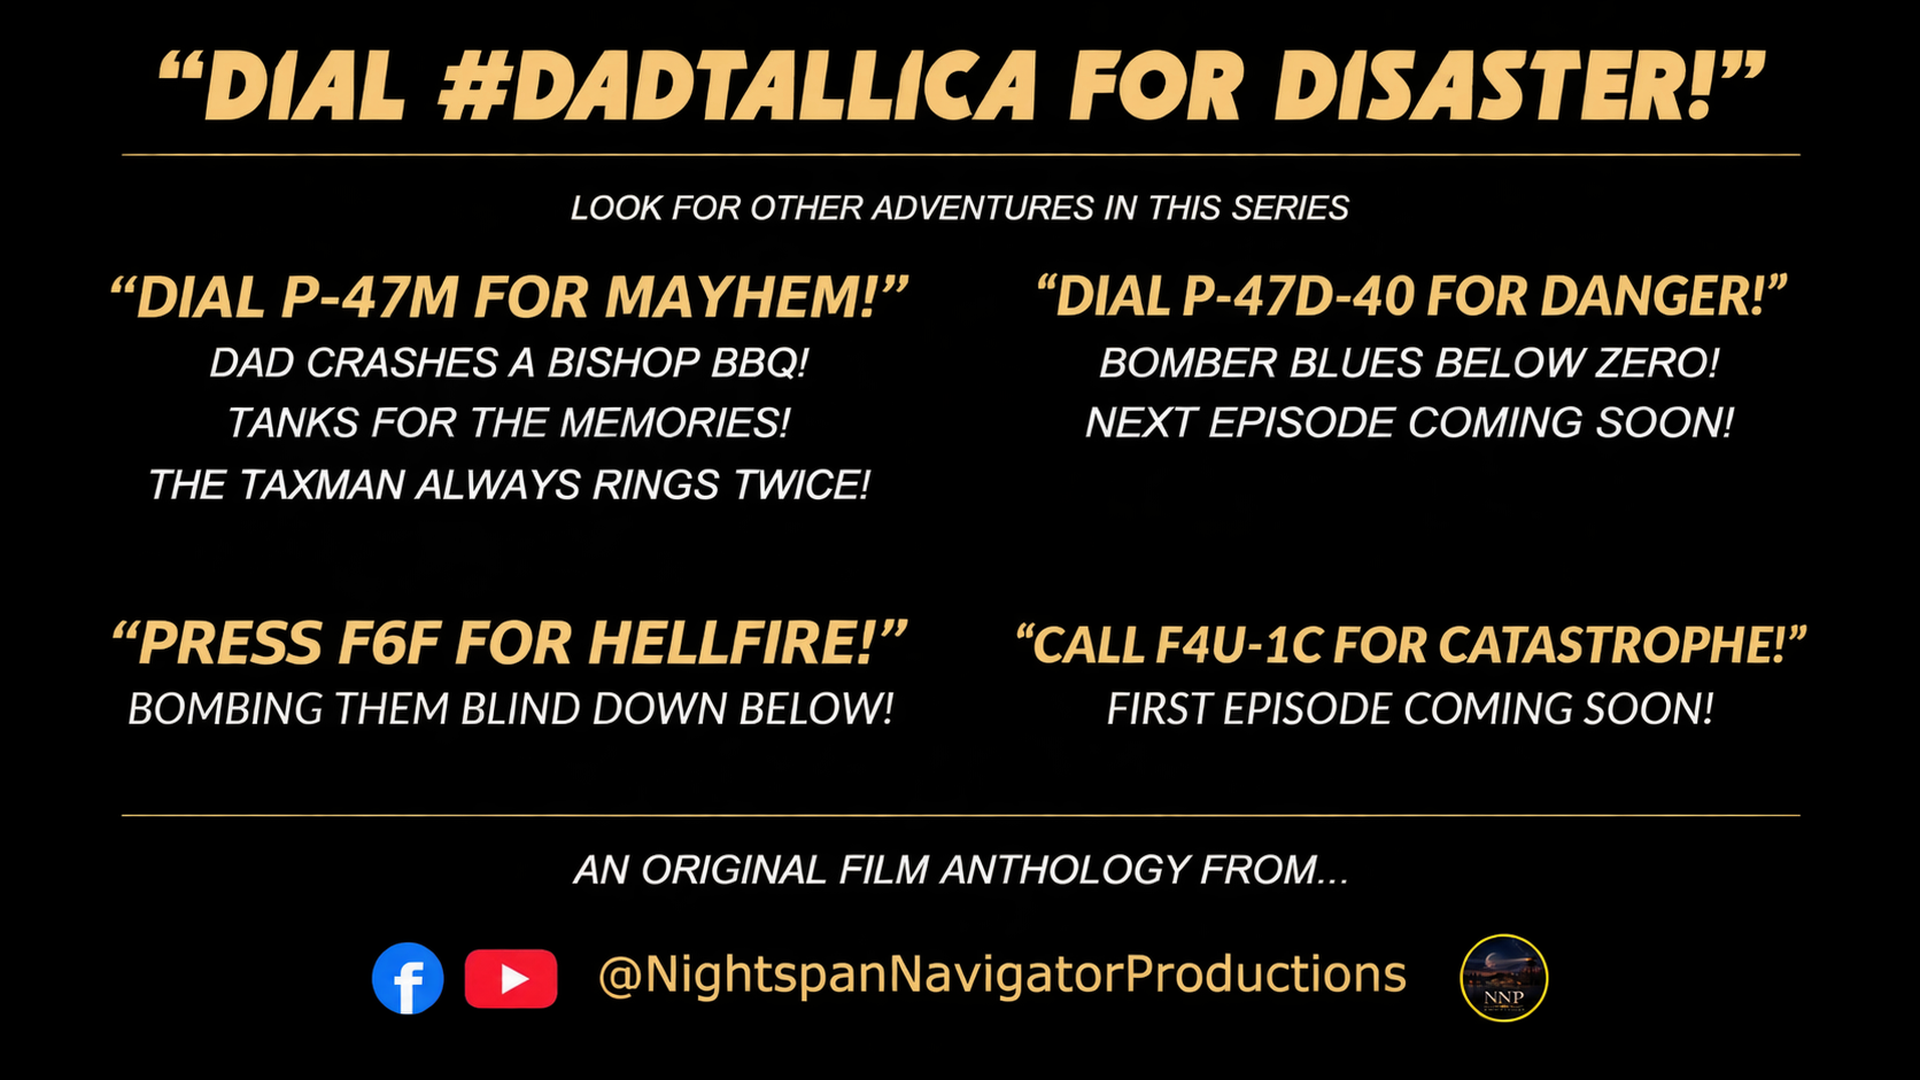 “DIAL #DADTALLICA FOR DISASTER!”
LOOK FOR OTHER ADVENTURES IN THIS SERIES
“DIAL P-47M FOR MAYHEM!”
DAD CRASHES A BISHOP BBQ!
TANKS FOR THE MEMORIES!
THE TAXMAN ALWAYS RINGS TWICE!
“DIAL P-47D-40 FOR DANGER!”
BOMBER BLUES BELOW ZERO!
NEXT EPISODE COMING SOON!
“PRESS F6F FOR HELLFIRE!”
BOMBING THEM BLIND DOWN BELOW!
“CALL F4U-1C FOR CATASTROPHE!”
FIRST EPISODE COMING SOON!
AN ORIGINAL FILM ANTHOLOGY FROM...
@NightspanNavigatorProductions
NNP